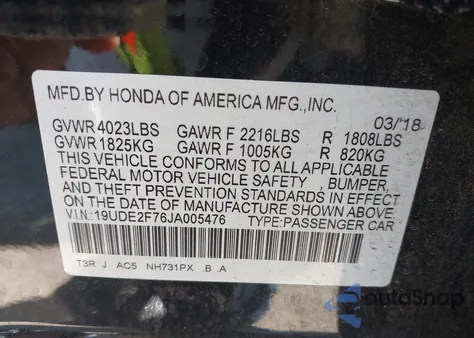 MFD.BY HONDA OF AMERICA MFG.,INC.
03/'18
GVWR 4023LBS GAWR F 2216LBS R 1808LBS
GVWR 1825KG GAWR F 1005KG R 820KG
THIS VEHICLE CONFORMS TO ALL APPLICABLE
FEDERAL MOTOR VEHICLE SAFETY , BUMPER,
AND THEFT PREVENTION STANDARDS IN EFFECT
ON THE DATE OF MANUFACTURE SHOWN ABOVE.
V.I.N.: 19UDE2F76JA005476 TYPE:PASSENGER CAR
T3R J AC5 NH731PX .B .A
autoSnap